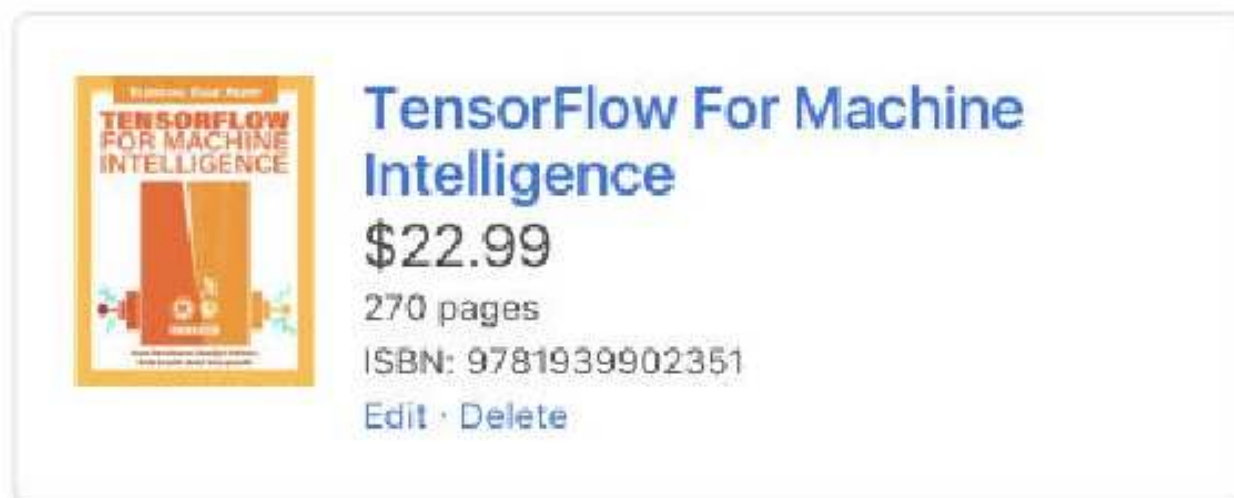 TENSORFLOW
FOR MACHINE
INTELLIGENCE
TensorFlow For Machine
Intelligence
$22.99
270 pages
ISBN: 9781939902351
Edit · Delete